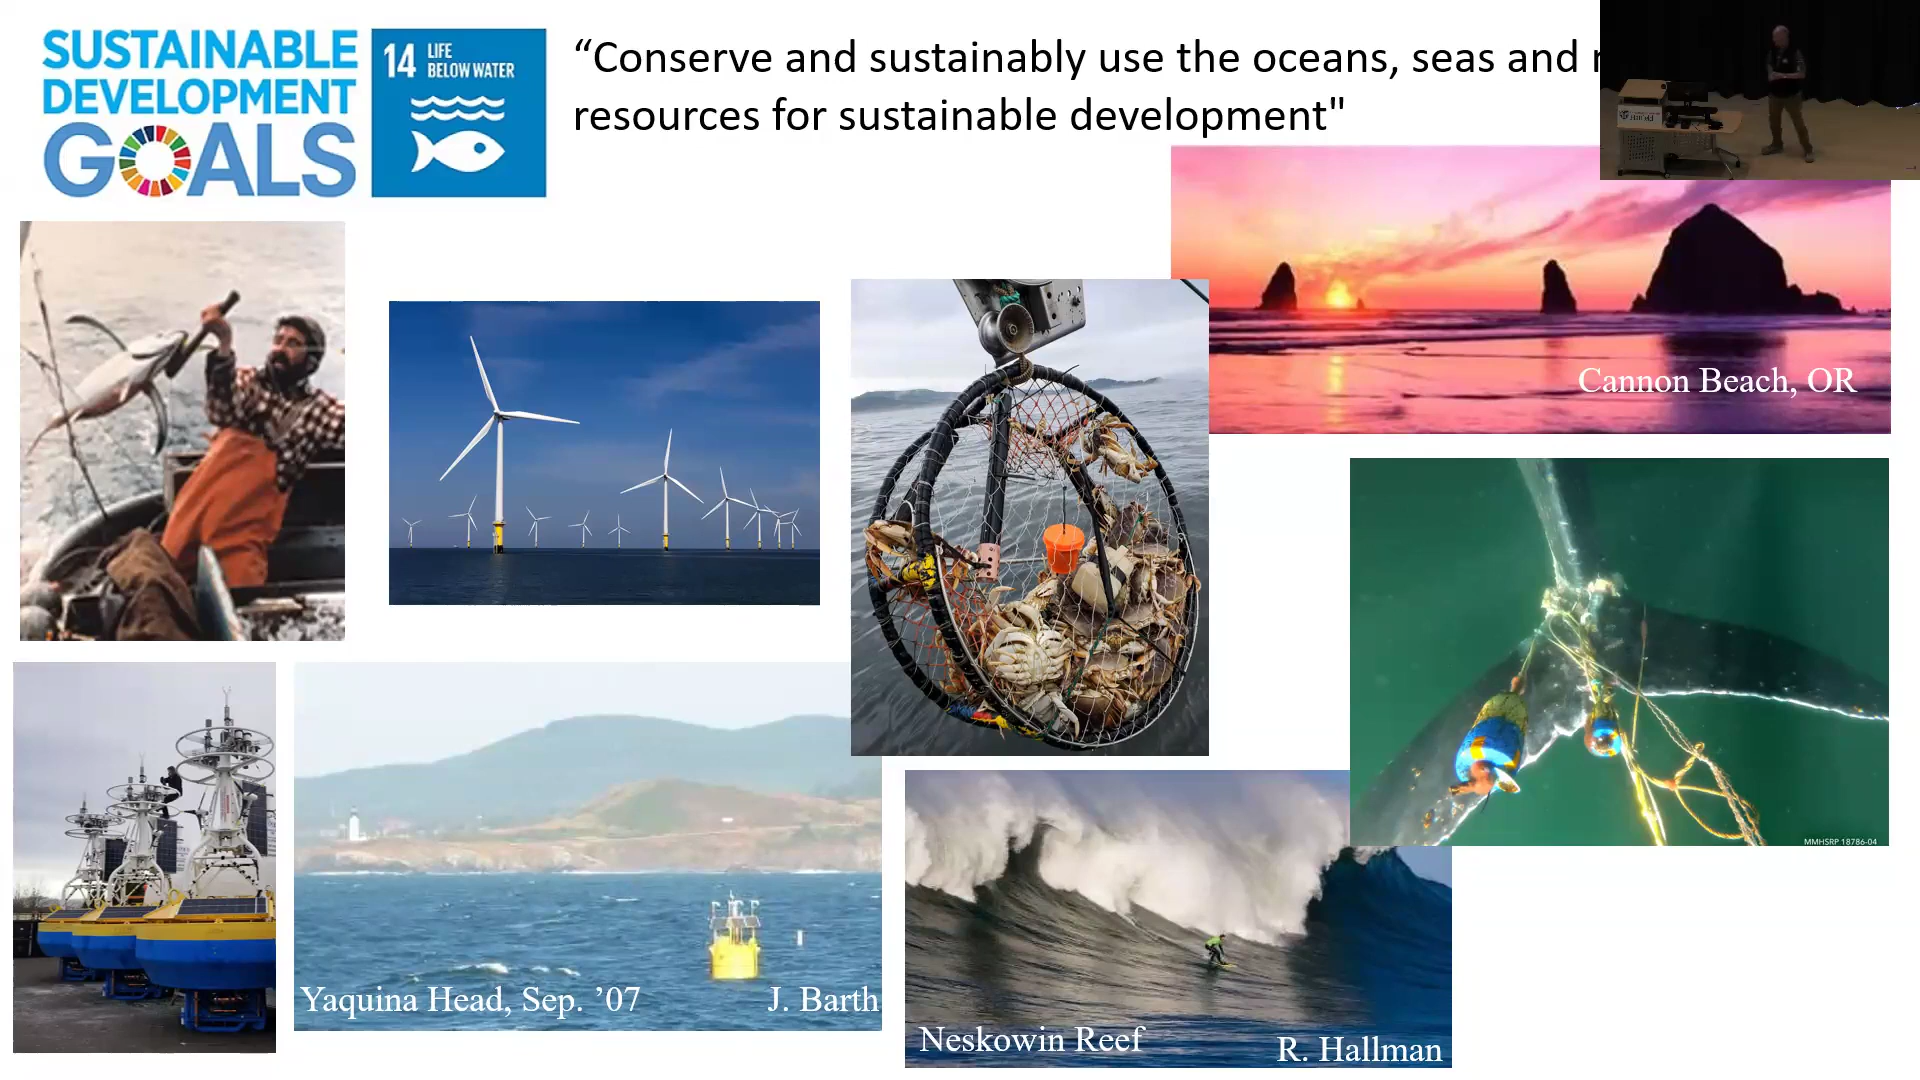 SUSTAINABLE
DEVELOPMENT
GOALS
14 LIFE
BELOW WATER
“Conserve and sustainably use the oceans, seas and
resources for sustainable development"
Cannon Beach, OR
MMHSRP 18786-04
Yaquina Head, Sep. ’07
J. Barth
Neskowin Reef
R. Hallman